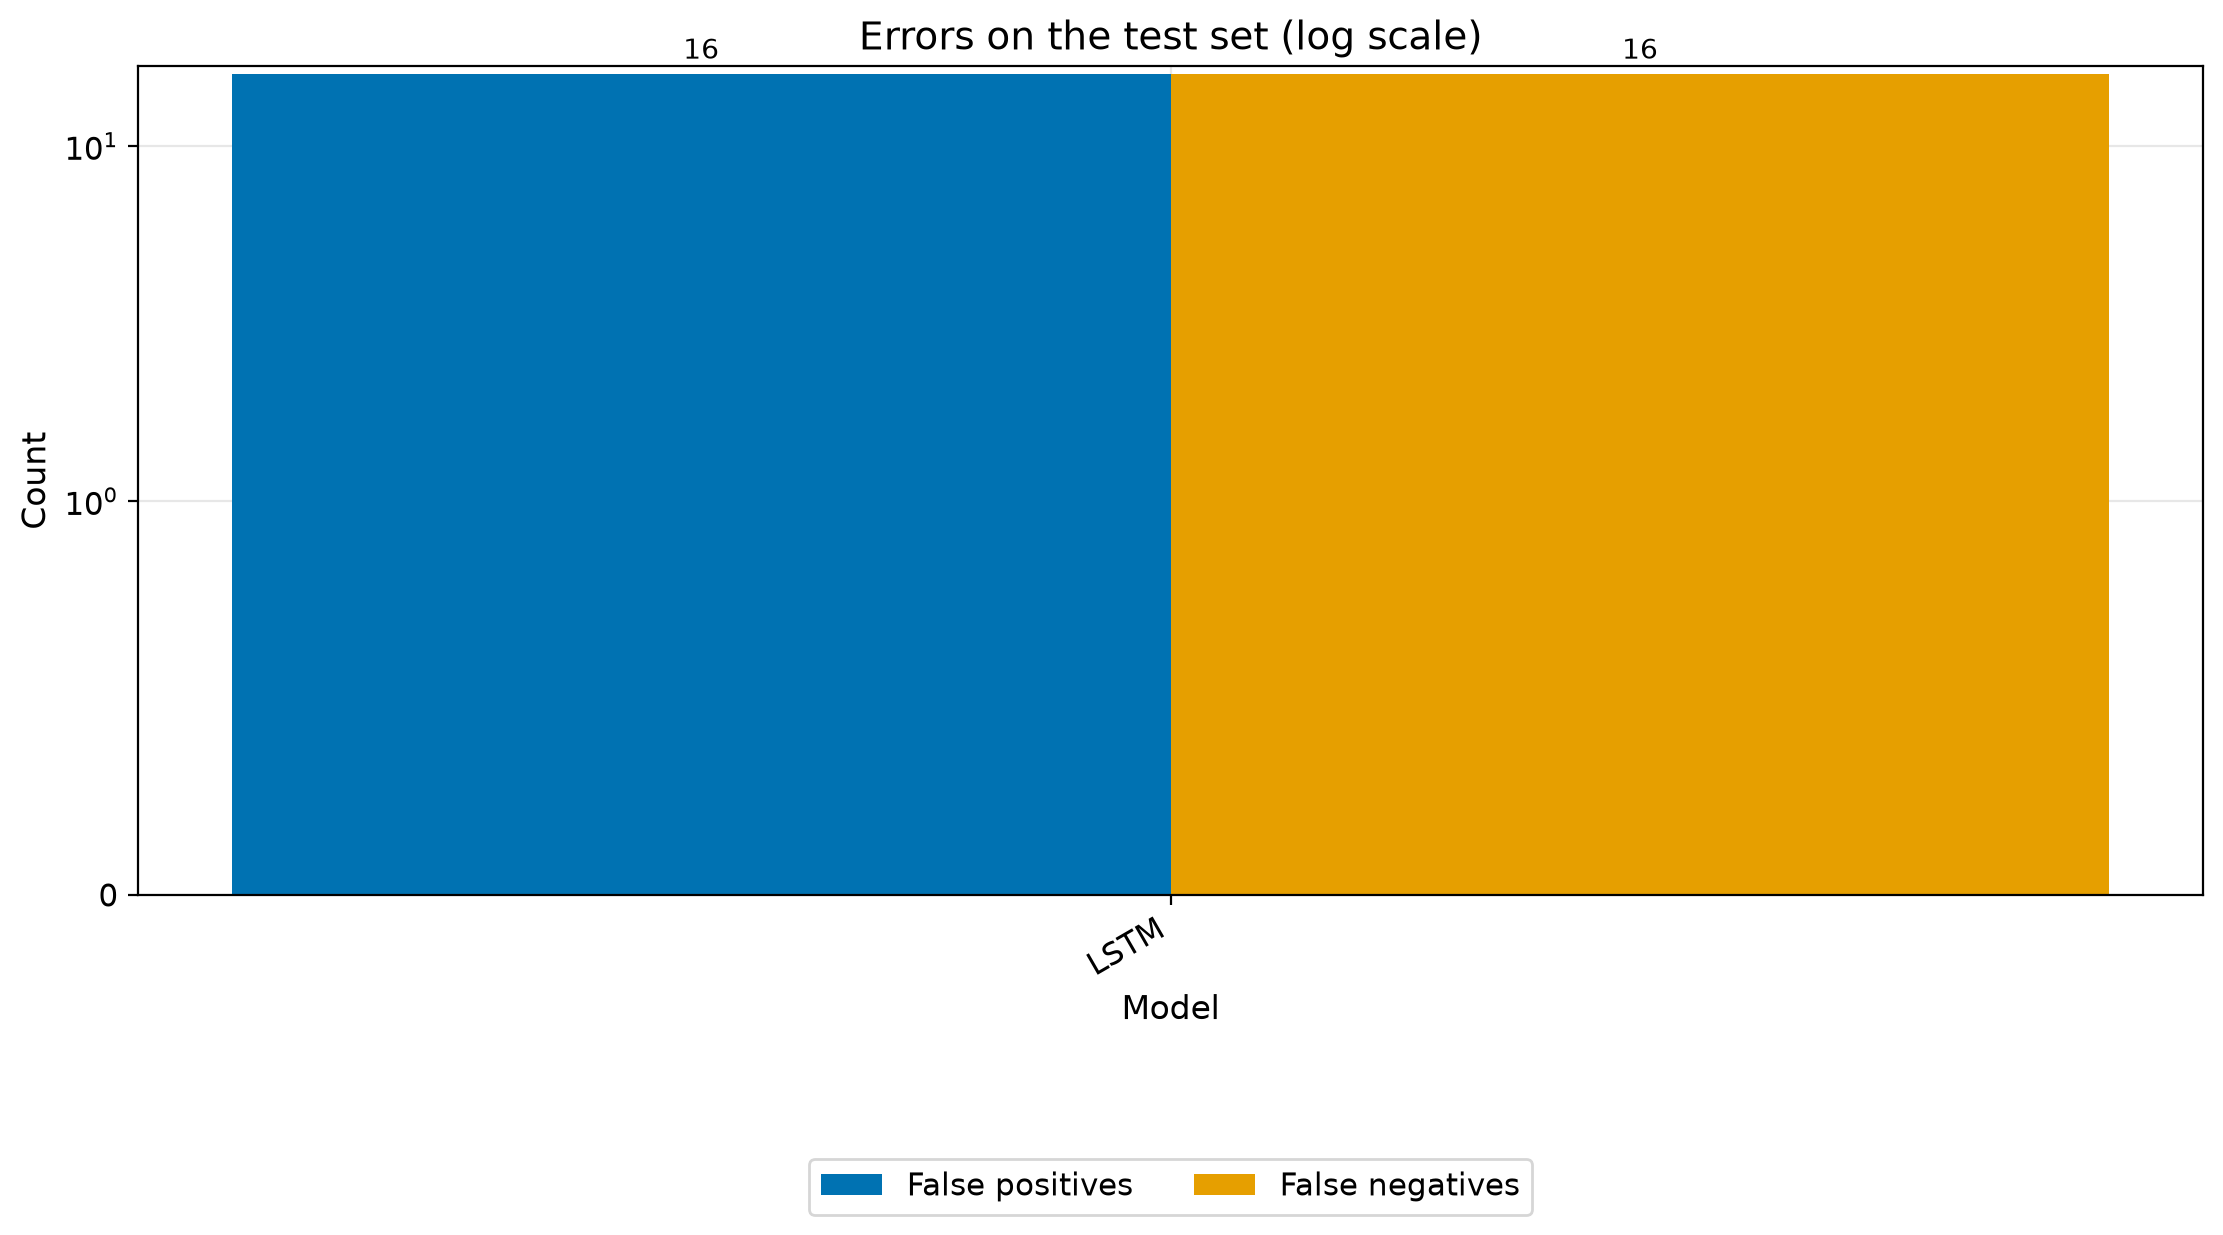 Errors on the test set (log scale)
16 16
10¹
10⁰
0
Count
LSTM
Model
False positives False negatives